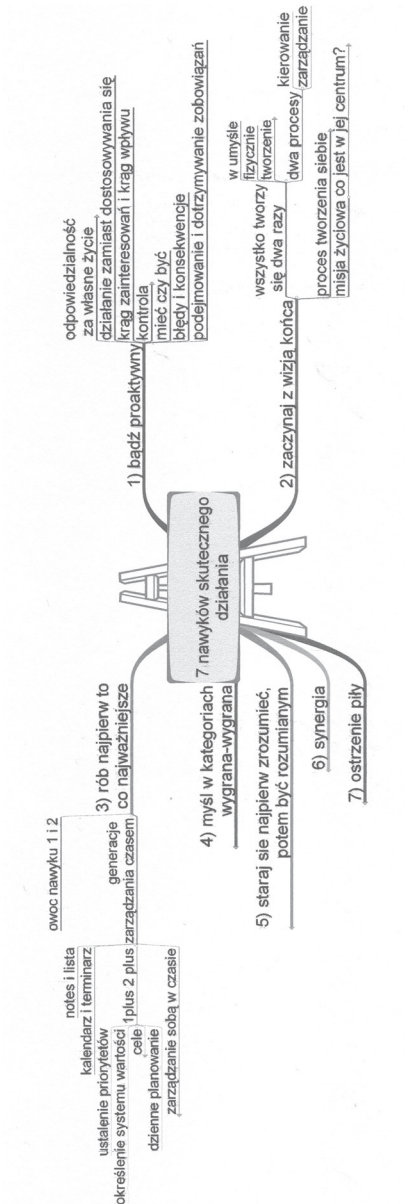 7 nawyków skutecznego
działania
1) bądź proaktywny
odpowiedzialność
za własne życie
działanie zamiast dostosowywania się
krąg zainteresowań i krąg wpływu
kontrola
mieć czy być
błędy i konsekwencje
podejmowanie i dotrzymywanie zobowiązań
2) zaczynaj z wizją końca
wszystko tworzy
się dwa razy
w umyśle
fizycznie
tworzenie
dwa procesy
kierowanie
zarządzanie
proces tworzenia siebie
misja życiowa co jest w jej centrum?
3) rób najpierw to
co najważniejsze
owoc nawyku 1 i 2
generacje
zarządzania czasem
1plus 2 plus
notes i lista
kalendarz i terminarz
ustalenie priorytetów
określenie systemu wartości
cele
dzienne planowanie
zarządzanie sobą w czasie
4) myśl w kategoriach
wygrana-wygrana
5) staraj sie najpierw zrozumieć,
potem być rozumianym
6) synergia
7) ostrzenie piły